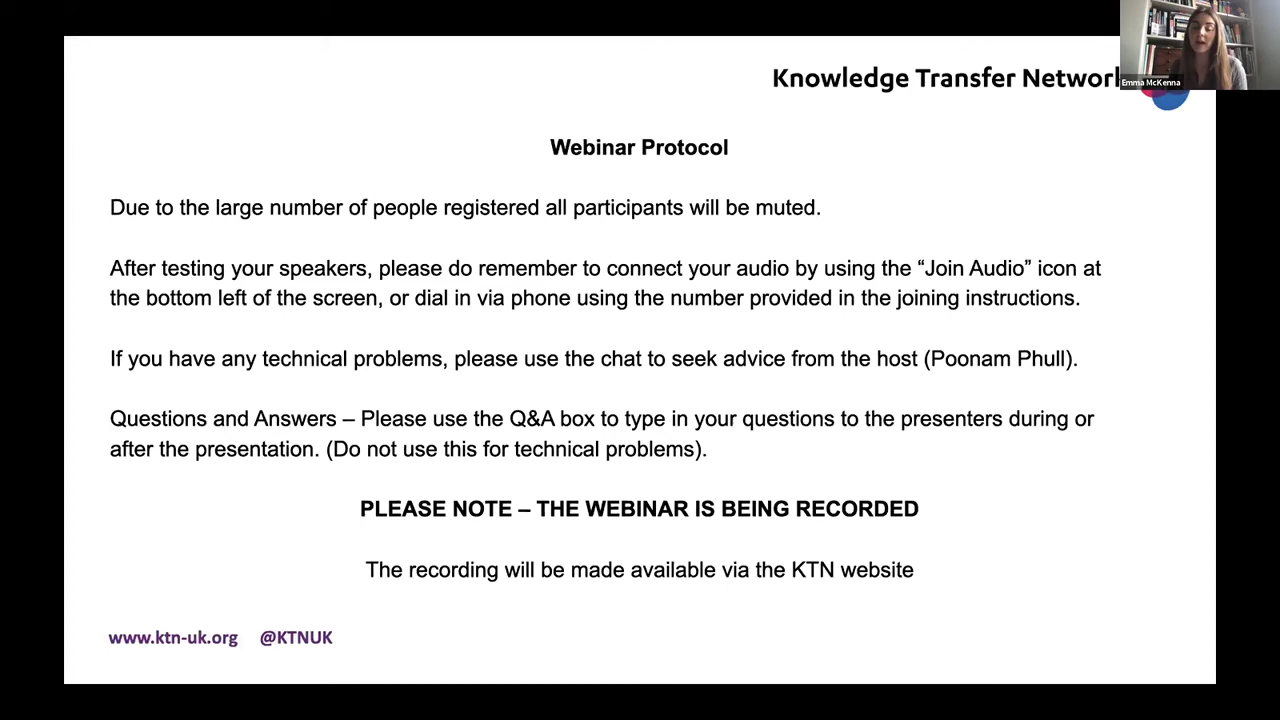 Knowledge Transfer Network
Emma McKenna
Webinar Protocol
Due to the large number of people registered all participants will be muted.
After testing your speakers, please do remember to connect your audio by using the “Join Audio” icon at
the bottom left of the screen, or dial in via phone using the number provided in the joining instructions.
If you have any technical problems, please use the chat to seek advice from the host (Poonam Phull).
Questions and Answers – Please use the Q&A box to type in your questions to the presenters during or
after the presentation. (Do not use this for technical problems).
PLEASE NOTE – THE WEBINAR IS BEING RECORDED
The recording will be made available via the KTN website
www.ktn-uk.org @KTNUK